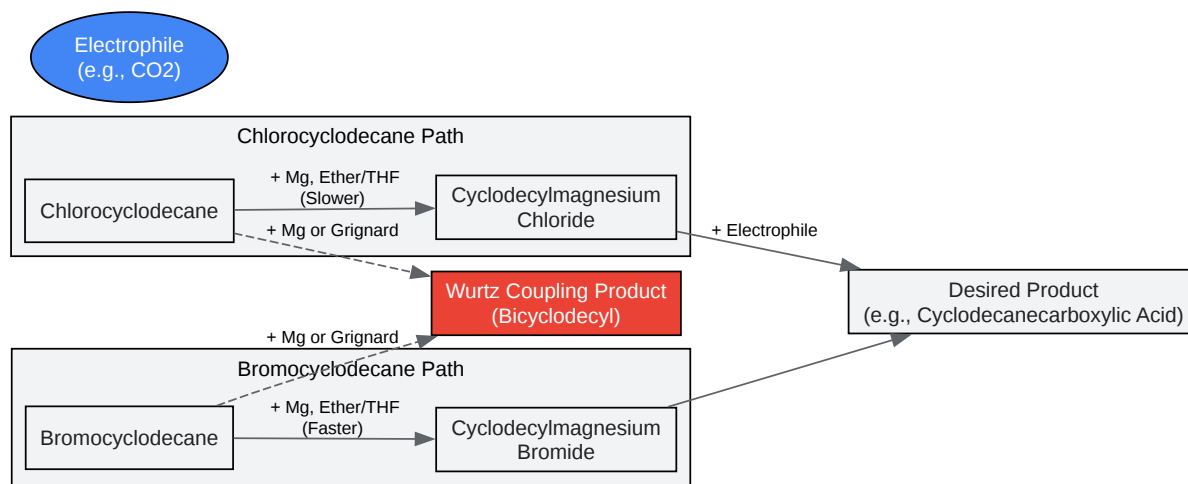 Electrophile
(e.g., CO2)
Chlorocyclodecane Path
Chlorocyclodecane
+ Mg, Ether/THF
(Slower)
Cyclodecylmagnesium
Chloride
+ Mg or Grignard
+ Electrophile
Wurtz Coupling Product
(Bicyclodecyl)
Desired Product
(e.g., Cyclodecanecarboxylic Acid)
+ Mg or Grignard
Bromocyclodecane Path
Bromocyclodecane
+ Mg, Ether/THF
(Faster)
Cyclodecylmagnesium
Bromide